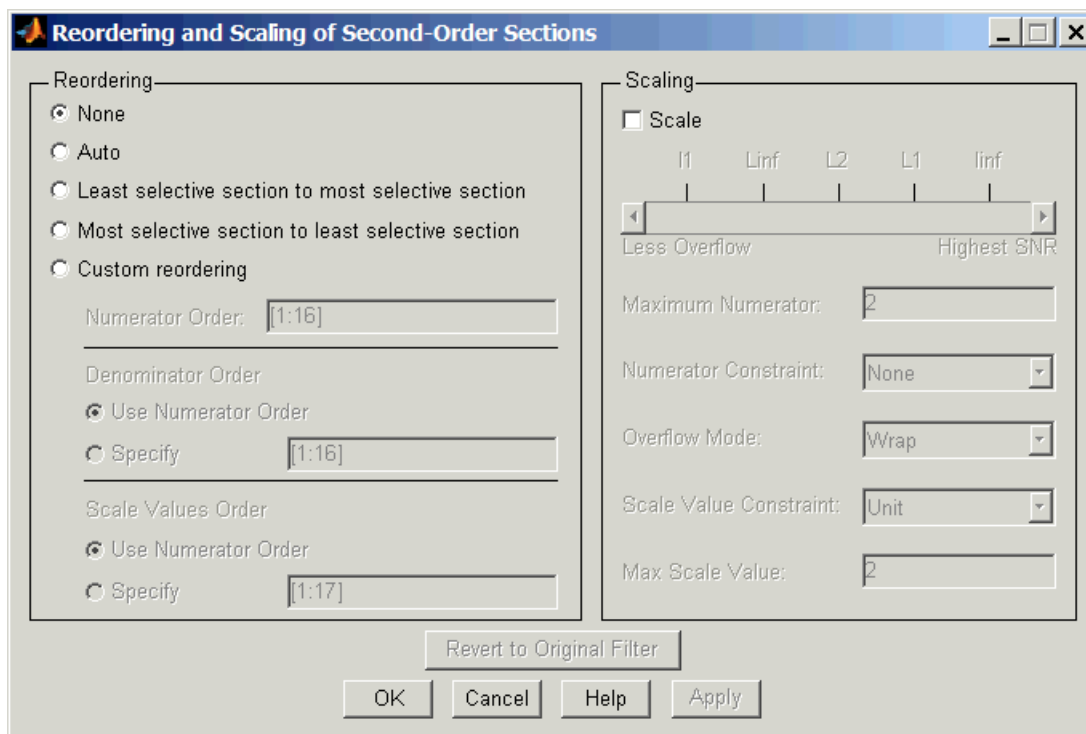 Reordering and Scaling of Second-Order Sections
Reordering
None
Auto
Least selective section to most selective section
Most selective section to least selective section
Custom reordering
Numerator Order: [1:16]
Denominator Order
Use Numerator Order
Specify [1:16]
Scale Values Order
Use Numerator Order
Specify [1:17]
Scaling
Scale
l1 Linf L2 L1 linf
Less Overflow Highest SNR
Maximum Numerator: 2
Numerator Constraint: None
Overflow Mode: Wrap
Scale Value Constraint: Unit
Max Scale Value: 2
Revert to Original Filter
OK Cancel Help Apply